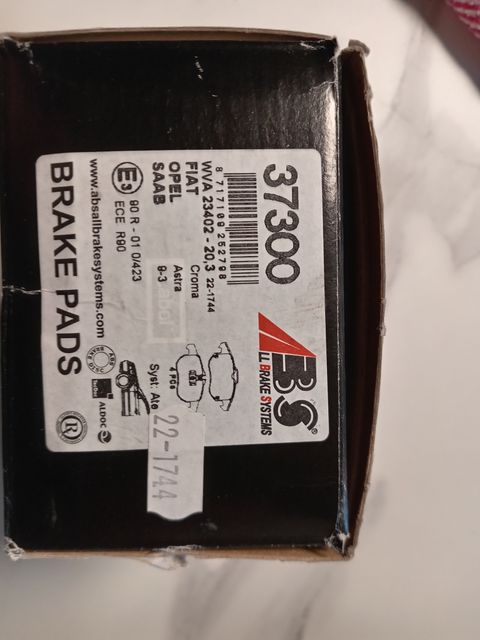 37300
8 717109 252798
WVA 23402 - 20,3 22-1744
FIAT Croma
OPEL Astra
SAAB 9-3
E3 90 R - 01 0/423
ECE R90
www.absallbrakesystems.com
BRAKE PADS
ABS
ALL BRAKE SYSTEMS
4 PCS
Syst. Ate
22-1744
ALDOC
R